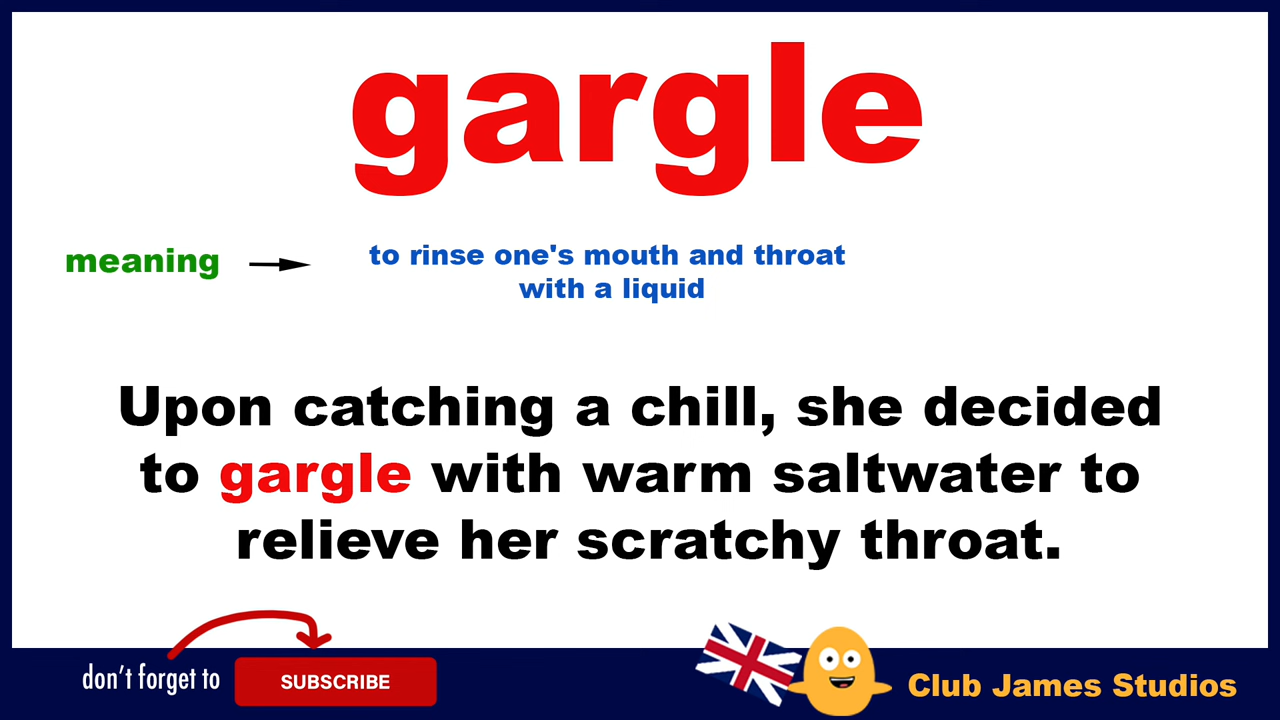 gargle
meaning
to rinse one's mouth and throat
with a liquid
Upon catching a chill, she decided
to gargle with warm saltwater to
relieve her scratchy throat.
don't forget to
SUBSCRIBE
Club James Studios